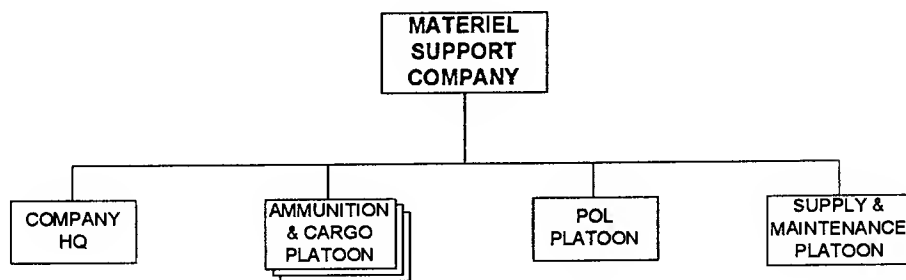 MATERIEL
SUPPORT
COMPANY
COMPANY
HQ
AMMUNITION
& CARGO
PLATOON
POL
PLATOON
SUPPLY &
MAINTENANCE
PLATOON